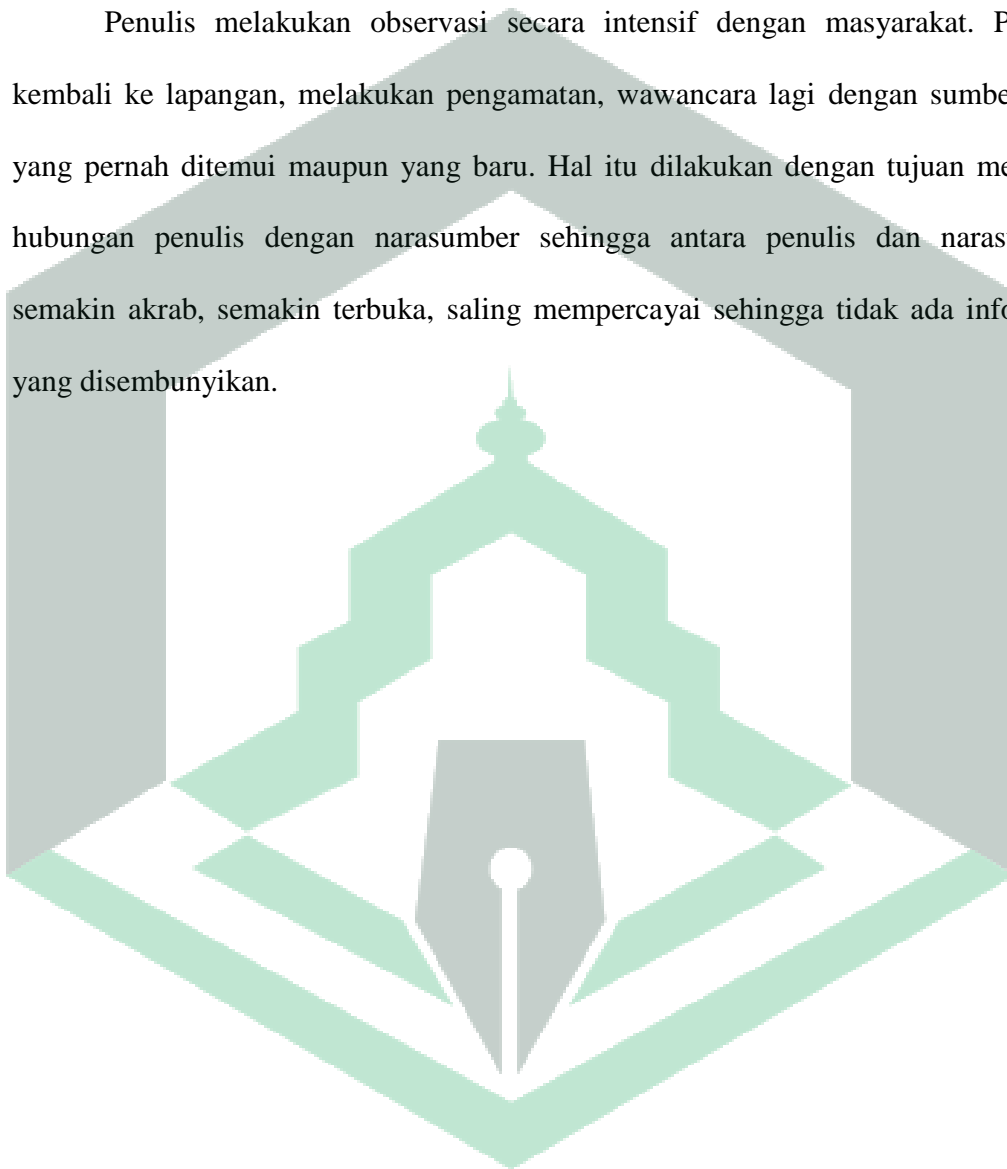 Penulis melakukan observasi secara intensif dengan masyarakat.
kembali ke lapangan, melakukan pengamatan, wawancara lagi dengan
yang pernah ditemui maupun yang baru. Hal itu dilakukan dengan tujuan
hubungan penulis dengan narasumber sehingga antara penulis dan
semakin akrab, semakin terbuka, saling mempercayai sehingga tidak ada
yang disembunyikan.